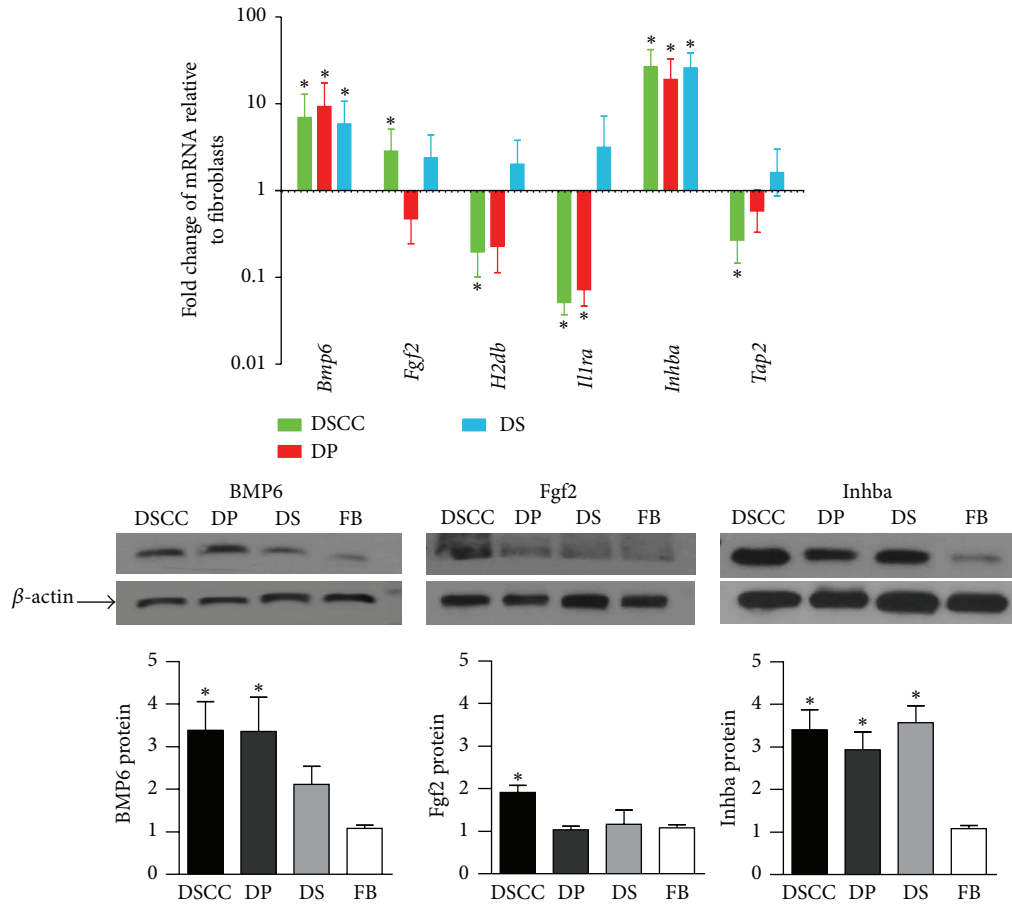 Fold change of mRNA relative
to fibroblasts
100
10
1
0.1
0.01
* * * * * * * * * * *
Bmp6 Fgf2 H2db Il1ra Inhba Tap2
DSCC DS
DP
BMP6 Fgf2 Inhba
DSCC DP DS FB DSCC DP DS FB DSCC DP DS FB
β-actin
BMP6 protein
5
4
3
2
1
0
* *
DSCC DP DS FB
Fgf2 protein
5
4
3
2
1
0
*
DSCC DP DS FB
Inhba protein
5
4
3
2
1
0
* * *
DSCC DP DS FB